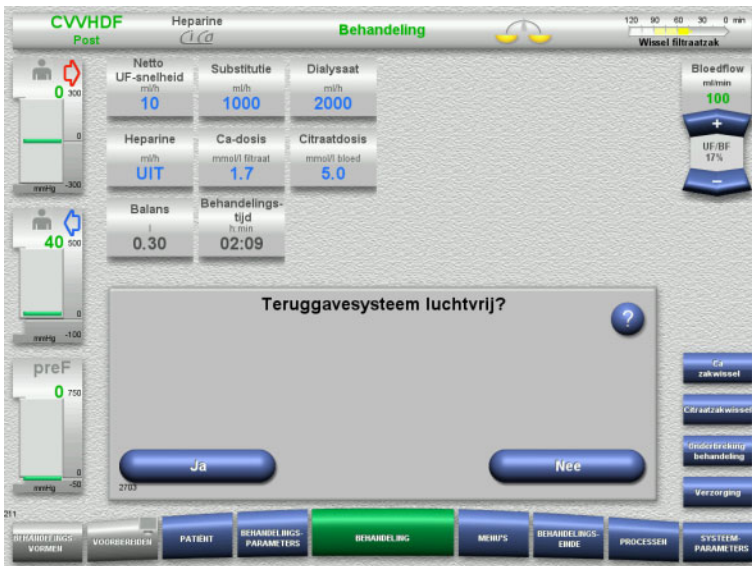 CVVHDF
Post
Heparine
CiCa
Behandeling
120 90 60 30 0 min
Wissel filtraatzak
0
300
0
-300
mmHg
40
500
0
-100
mmHg
preF
0
750
0
-50
mmHg
Netto
UF-snelheid
ml/h
10
Substitutie
ml/h
1000
Dialysaat
ml/h
2000
Heparine
ml/h
UIT
Ca-dosis
mmol/l filtraat
1.7
Citraatdosis
mmol/l bloed
5.0
Balans
l
0.30
Behandelings-
tijd
h:min
02:09
Bloedflow
ml/min
100
+
UF/BF
17%
−
Teruggavesysteem luchtvrij?
?
Ja
Nee
2703
Ca
zakwissel
Citraatzakwissel
Onderbreking
behandeling
Verzorging
211
BEHANDELINGS-
VORMEN
VOORBEREIDEN
PATIËNT
BEHANDELINGS-
PARAMETERS
BEHANDELING
MENU'S
BEHANDELINGS-
EINDE
PROCESSEN
SYSTEEM-
PARAMETERS